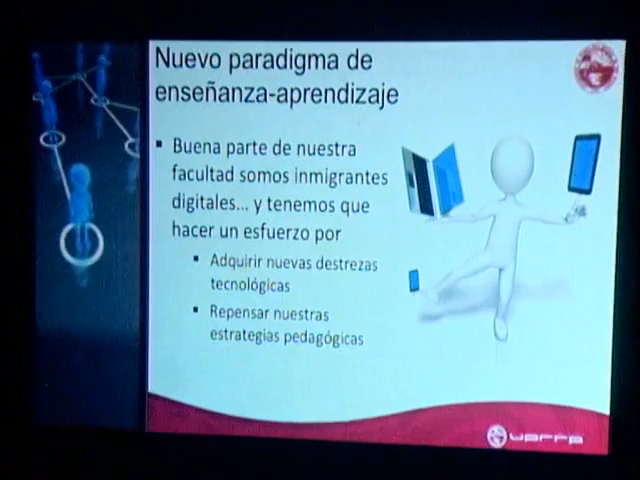 Nuevo paradigma de
enseñanza-aprendizaje
▪ Buena parte de nuestra
facultad somos inmigrantes
digitales... y tenemos que
hacer un esfuerzo por
▪ Adquirir nuevas destrezas
tecnológicas
▪ Repensar nuestras
estrategias pedagógicas